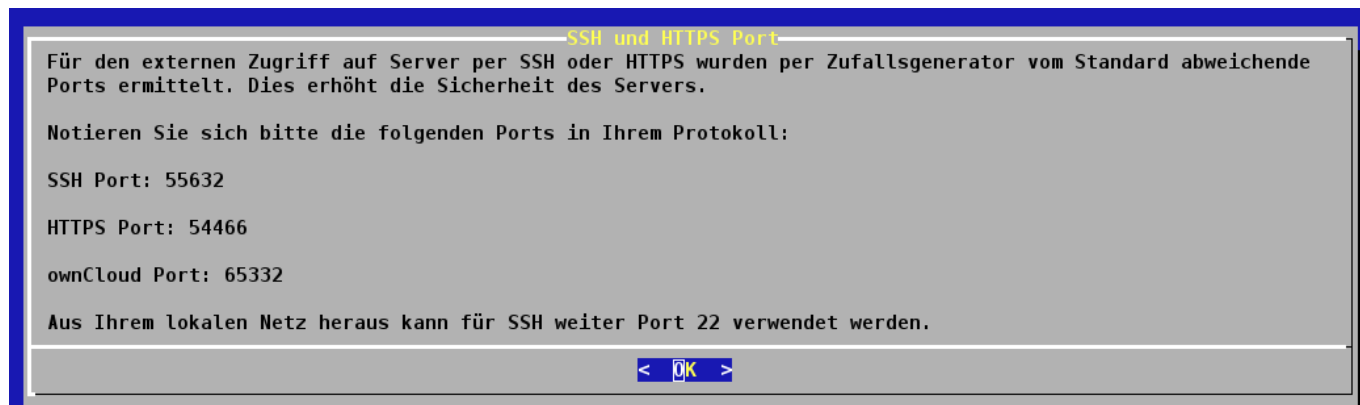 SSH und HTTPS Port
Für den externen Zugriff auf Server per SSH oder HTTPS wurden per Zufallsgenerator vom Standard abweichende
Ports ermittelt. Dies erhöht die Sicherheit des Servers.
Notieren Sie sich bitte die folgenden Ports in Ihrem Protokoll:
SSH Port: 55632
HTTPS Port: 54466
ownCloud Port: 65332
Aus Ihrem lokalen Netz heraus kann für SSH weiter Port 22 verwendet werden.
< OK >